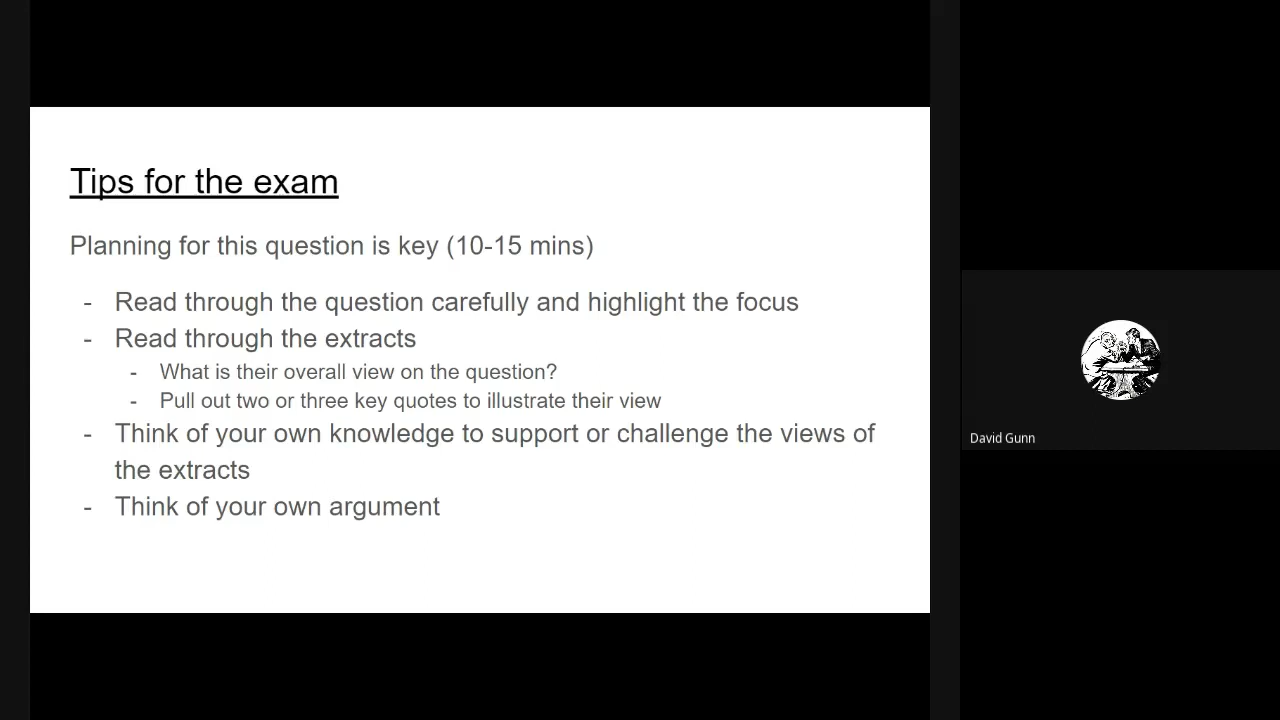 Tips for the exam
Planning for this question is key (10-15 mins)
- Read through the question carefully and highlight the focus
- Read through the extracts
- What is their overall view on the question?
- Pull out two or three key quotes to illustrate their view
- Think of your own knowledge to support or challenge the views of
the extracts
- Think of your own argument
David Gunn